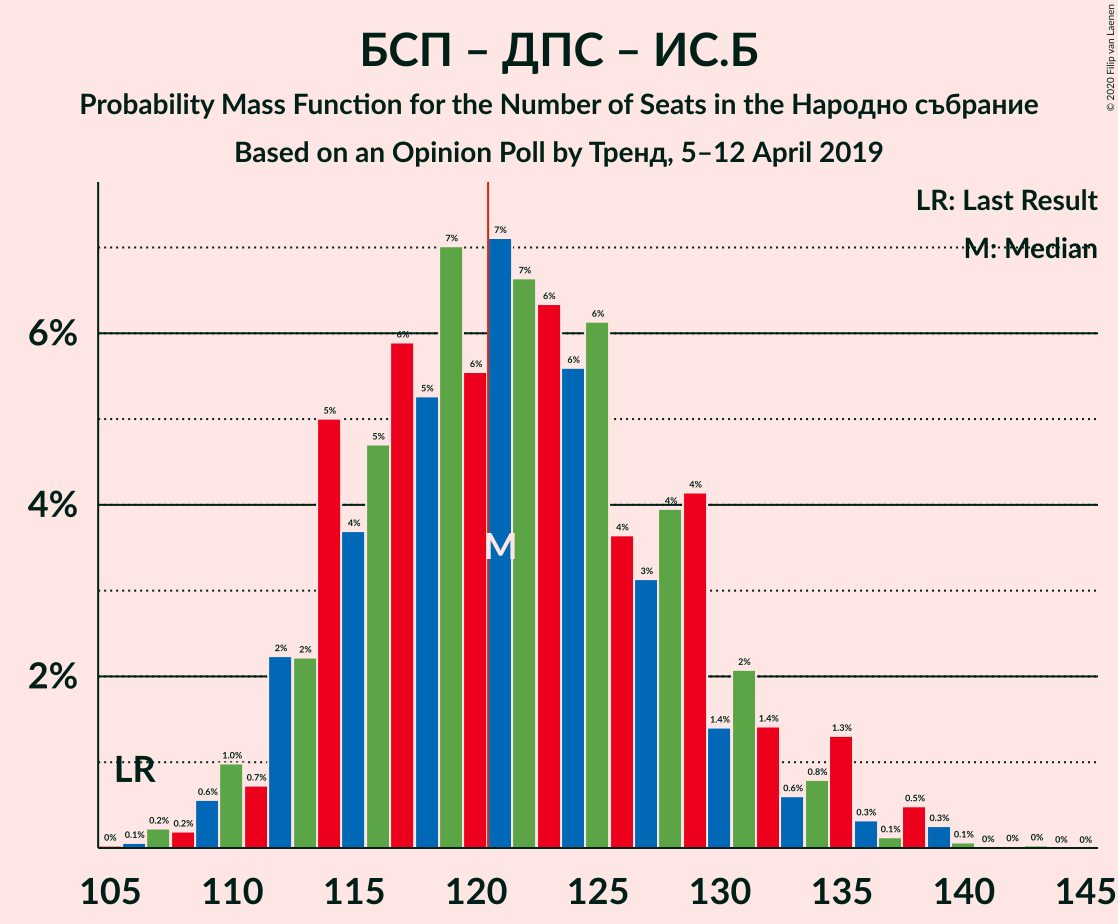 БСП – ДПС – ИС.Б
Probability Mass Function for the Number of Seats in the Народно събрание
Based on an Opinion Poll by Тренд, 5–12 April 2019
© 2020 Filip van Laenen
LR: Last Result
M: Median
6%
4%
2%
0% 0.1% 0.2% 0.2% 0.6% 1.0% 0.7% 2% 2% 5% 4% 5% 6% 5% 7% 6% 7% 7% 6% 6% 6% 4% 3% 4% 4% 1.4% 2% 1.4% 0.6% 0.8% 1.3% 0.3% 0.1% 0.5% 0.3% 0.1% 0% 0% 0% 0% 0%
LR
M
105 110 115 120 125 130 135 140 145